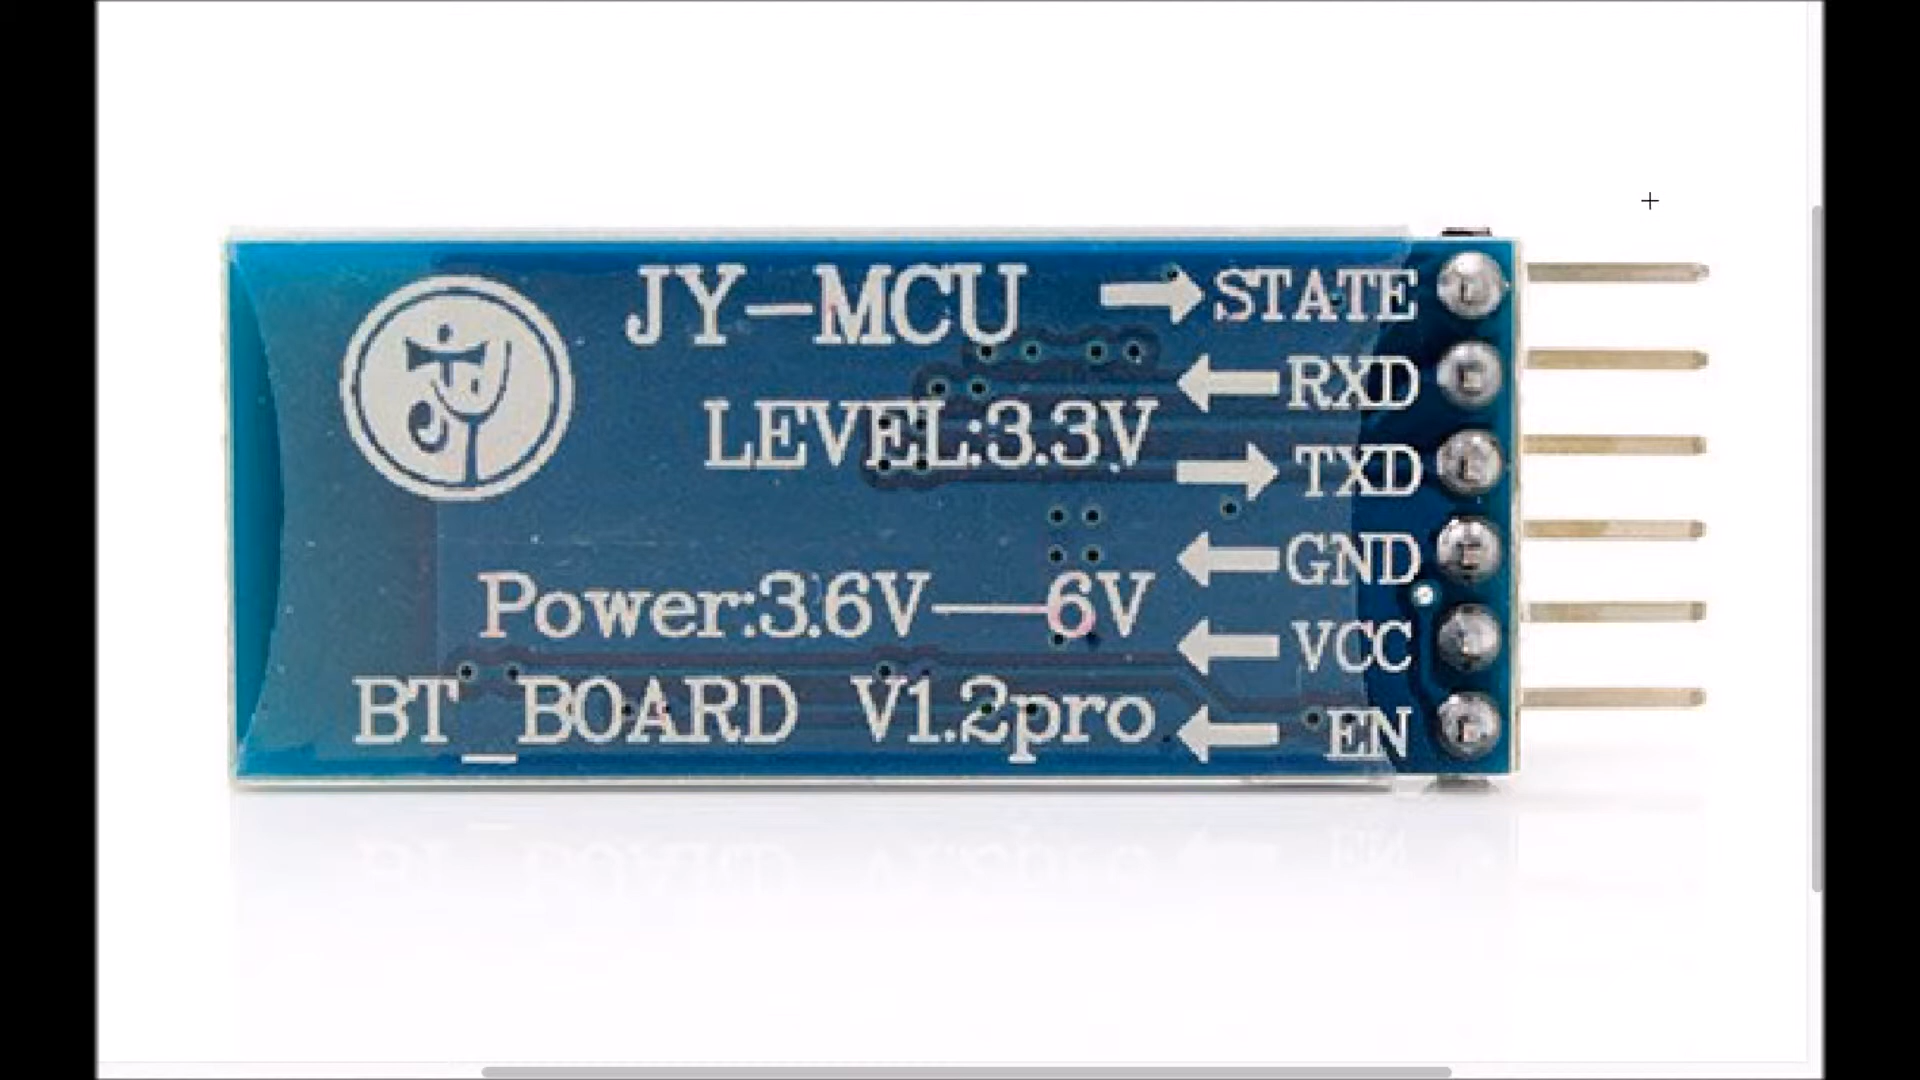 JY-MCU
LEVEL:3.3V
Power:3.6V—6V
BT_BOARD V1.2pro
STATE
RXD
TXD
GND
VCC
EN